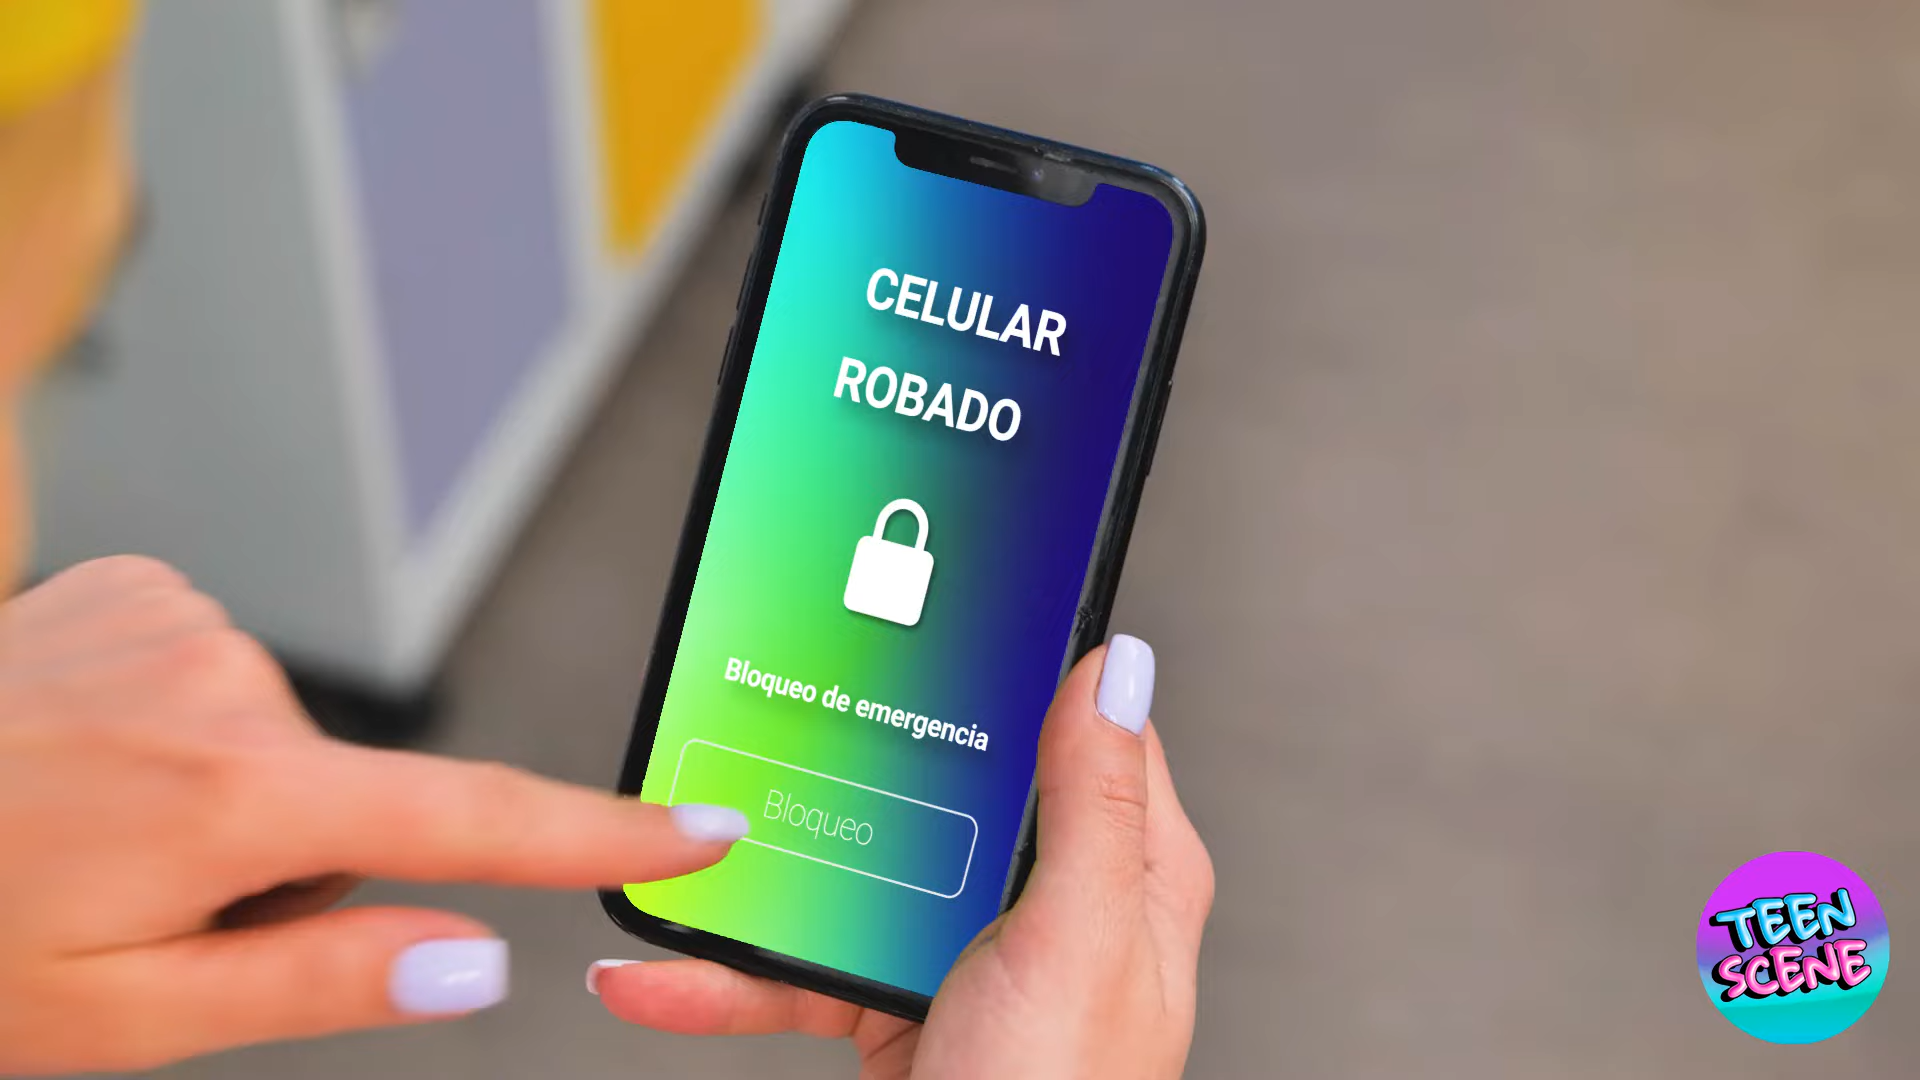 CELULAR
ROBADO
Bloqueo de emergencia
Bloqueo
TEEN
SCENE